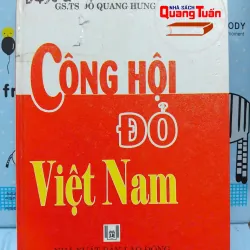 NHÀ SÁCH
Quang Tuấn
GS.TS ĐỖ QUANG HƯNG
CÔNG HỘI
ĐỎ
Việt Nam